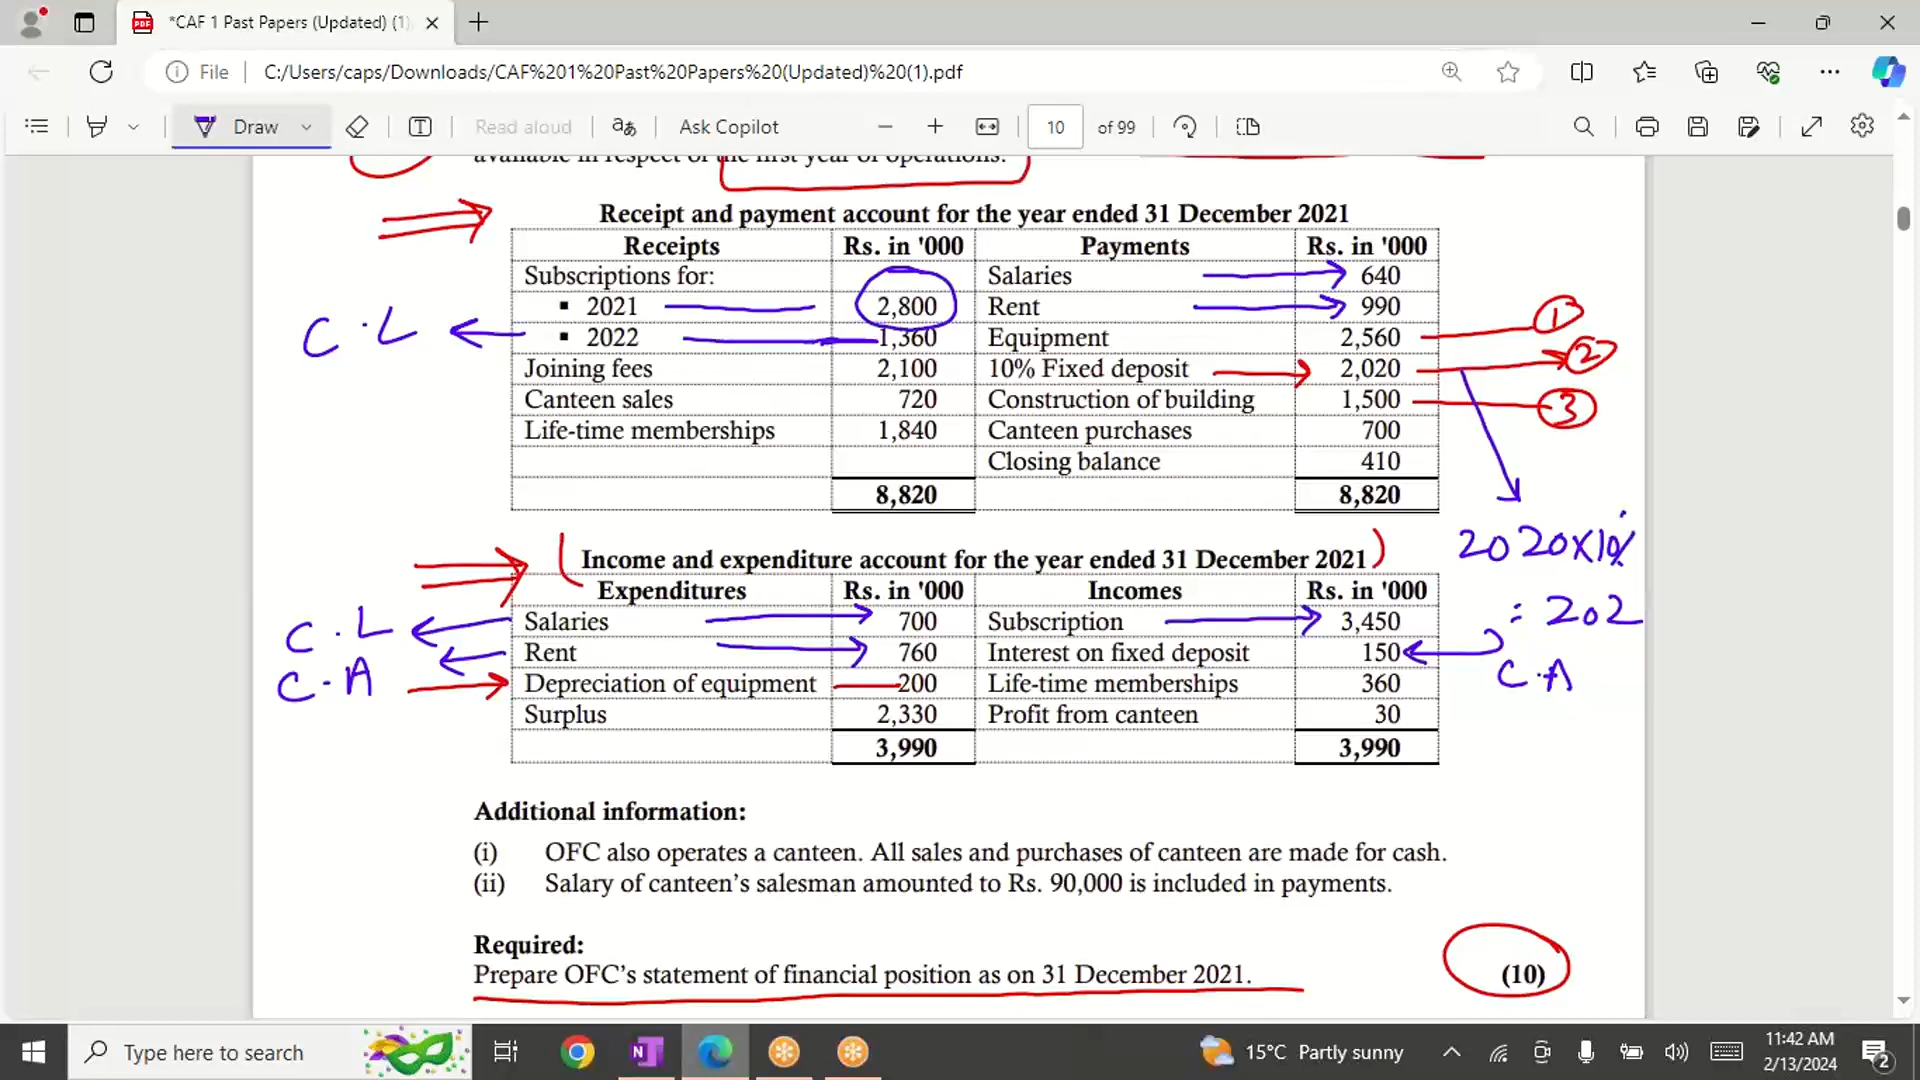 *CAF 1 Past Papers (Updated) (1)
File C:/Users/caps/Downloads/CAF%201%20Past%20Papers%20(Updated)%20(1).pdf
Draw Read aloud Ask Copilot 10 of 99
available in respect of the first year of operations.
Receipt and payment account for the year ended 31 December 2021
Receipts Rs. in '000 Payments Rs. in '000
Subscriptions for: Salaries 640
▪ 2021 2,800 Rent 990 1
C.L ▪ 2022 1,360 Equipment 2,560
Joining fees 2,100 10% Fixed deposit 2,020 2
Canteen sales 720 Construction of building 1,500 3
Life-time memberships 1,840 Canteen purchases 700
Closing balance 410
8,820 8,820
2020x10%
Income and expenditure account for the year ended 31 December 2021
Expenditures Rs. in '000 Incomes Rs. in '000
C.L Salaries 700 Subscription 3,450 = 202
C.A Rent 760 Interest on fixed deposit 150 C.A
Depreciation of equipment 200 Life-time memberships 360
Surplus 2,330 Profit from canteen 30
3,990 3,990
Additional information:
(i) OFC also operates a canteen. All sales and purchases of canteen are made for cash.
(ii) Salary of canteen’s salesman amounted to Rs. 90,000 is included in payments.
Required:
Prepare OFC’s statement of financial position as on 31 December 2021. (10)
Type here to search 15°C Partly sunny 11:42 AM
2/13/2024 2